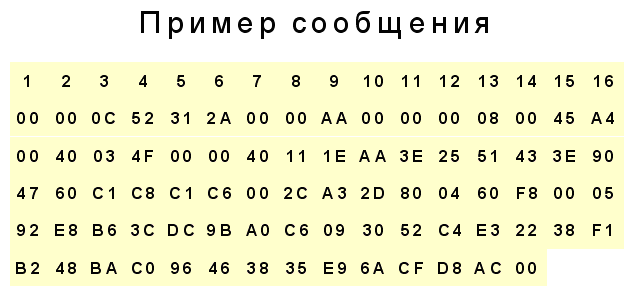 Пример сообщения
1 2 3 4 5 6 7 8 9 10 11 12 13 14 15 16
00 00 0C 52 31 2A 00 00 AA 00 00 00 08 00 45 A4
00 40 03 4F 00 00 40 11 1E AA 3E 25 51 43 3E 90
47 60 C1 C8 C1 C6 00 2C A3 2D 80 04 60 F8 00 05
92 E8 B6 3C DC 9B A0 C6 09 30 52 C4 E3 22 38 F1
B2 48 BA C0 96 46 38 35 E9 6A CF D8 AC 00